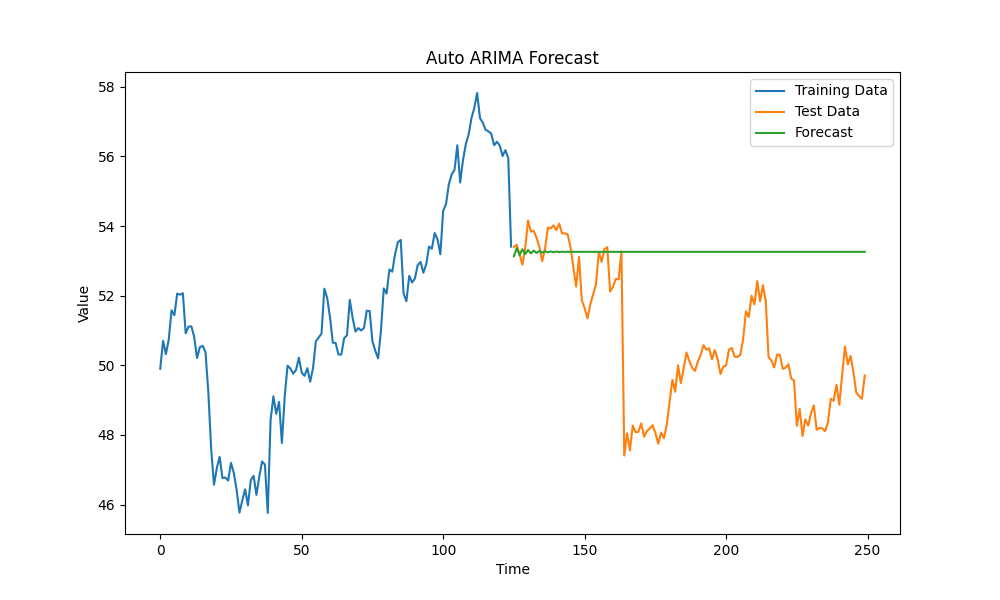 Auto ARIMA Forecast
Training Data
Test Data
Forecast
Value
58
56
54
52
50
48
46
0 50 100 150 200 250
Time